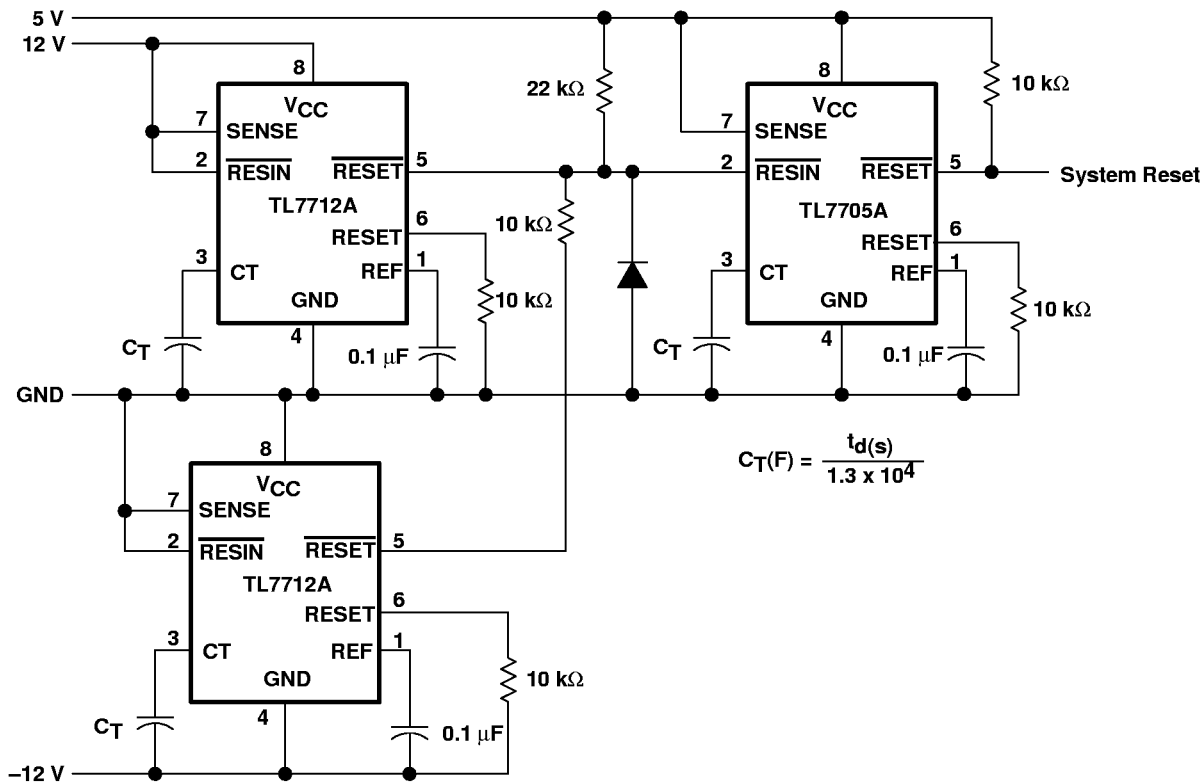 5 V
12 V
8
VCC
7
SENSE
2
RESIN
RESET
5
TL7712A
6
RESET
3
CT
REF
1
GND
4
CT
0.1 μF
10 kΩ
22 kΩ
10 kΩ
8
VCC
7
SENSE
2
RESIN
RESET
5
TL7705A
6
RESET
3
CT
REF
1
GND
4
CT
0.1 μF
10 kΩ
10 kΩ
System Reset
GND
8
VCC
7
SENSE
2
RESIN
RESET
5
TL7712A
6
RESET
3
CT
REF
1
GND
4
CT
0.1 μF
10 kΩ
–12 V
CT(F) = td(s) / 1.3 x 10^4